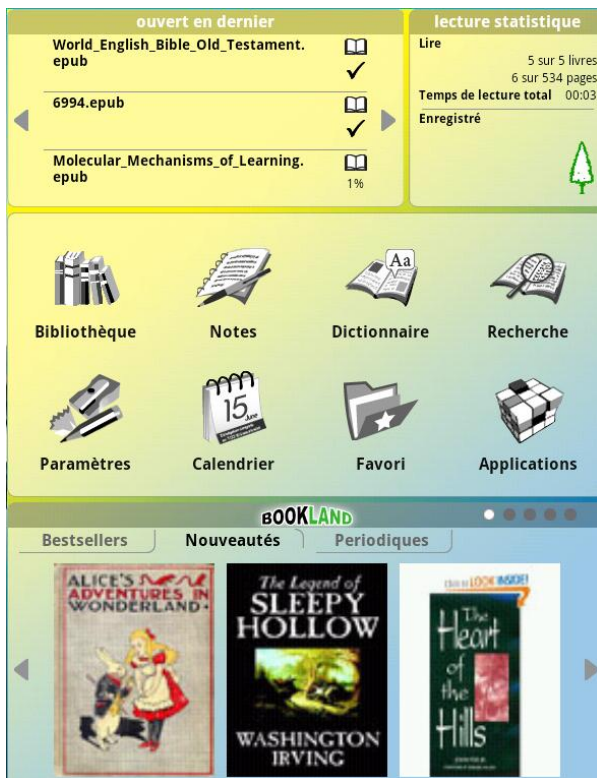 ouvert en dernier
World_English_Bible_Old_Testament.
epub
6994.epub
Molecular_Mechanisms_of_Learning.
epub
1%
lecture statistique
Lire
5 sur 5 livres
6 sur 534 pages
Temps de lecture total 00:03
Enregistré
Aa
Bibliothèque
Notes
Dictionnaire
Recherche
15 June
Paramètres
Calendrier
Favori
Applications
BOOKLAND
Bestsellers
Nouveautés
Periodiques
ALICE'S
ADVENTURES IN
WONDERLAND
The Legend of
SLEEPY
HOLLOW
WASHINGTON
IRVING
LOOK INSIDE!
The
Heart
of
the
Hills